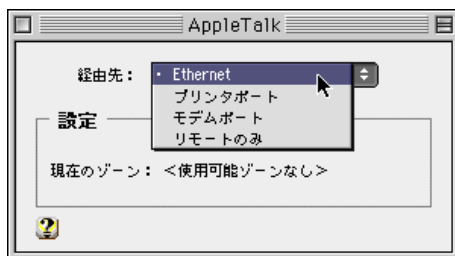 AppleTalk
経由先： • Ethernet
プリンタポート
モデムポート
リモートのみ
設定
現在のゾーン： ＜使用可能ゾーンなし＞